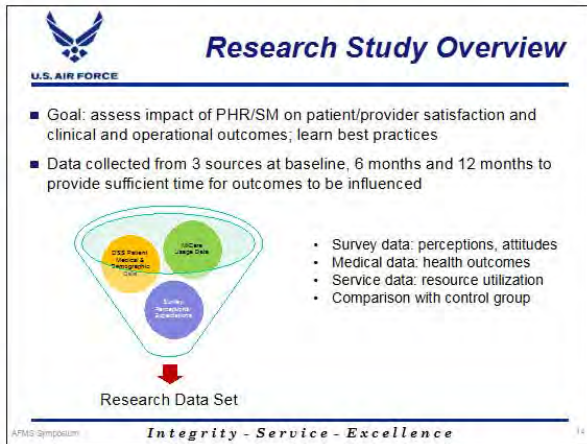 Research Study Overview
U.S. AIR FORCE
Goal: assess impact of PHR/SM on patient/provider satisfaction and
clinical and operational outcomes; learn best practices
Data collected from 3 sources at baseline, 6 months and 12 months to
provide sufficient time for outcomes to be influenced
MiCare
Usage Data
DSS Patient
Medical &
Demographic
Data
Survey
Perceptions
Expectations
Survey data: perceptions, attitudes
Medical data: health outcomes
Service data: resource utilization
Comparison with control group
Research Data Set
AFMS Symposium
Integrity - Service - Excellence